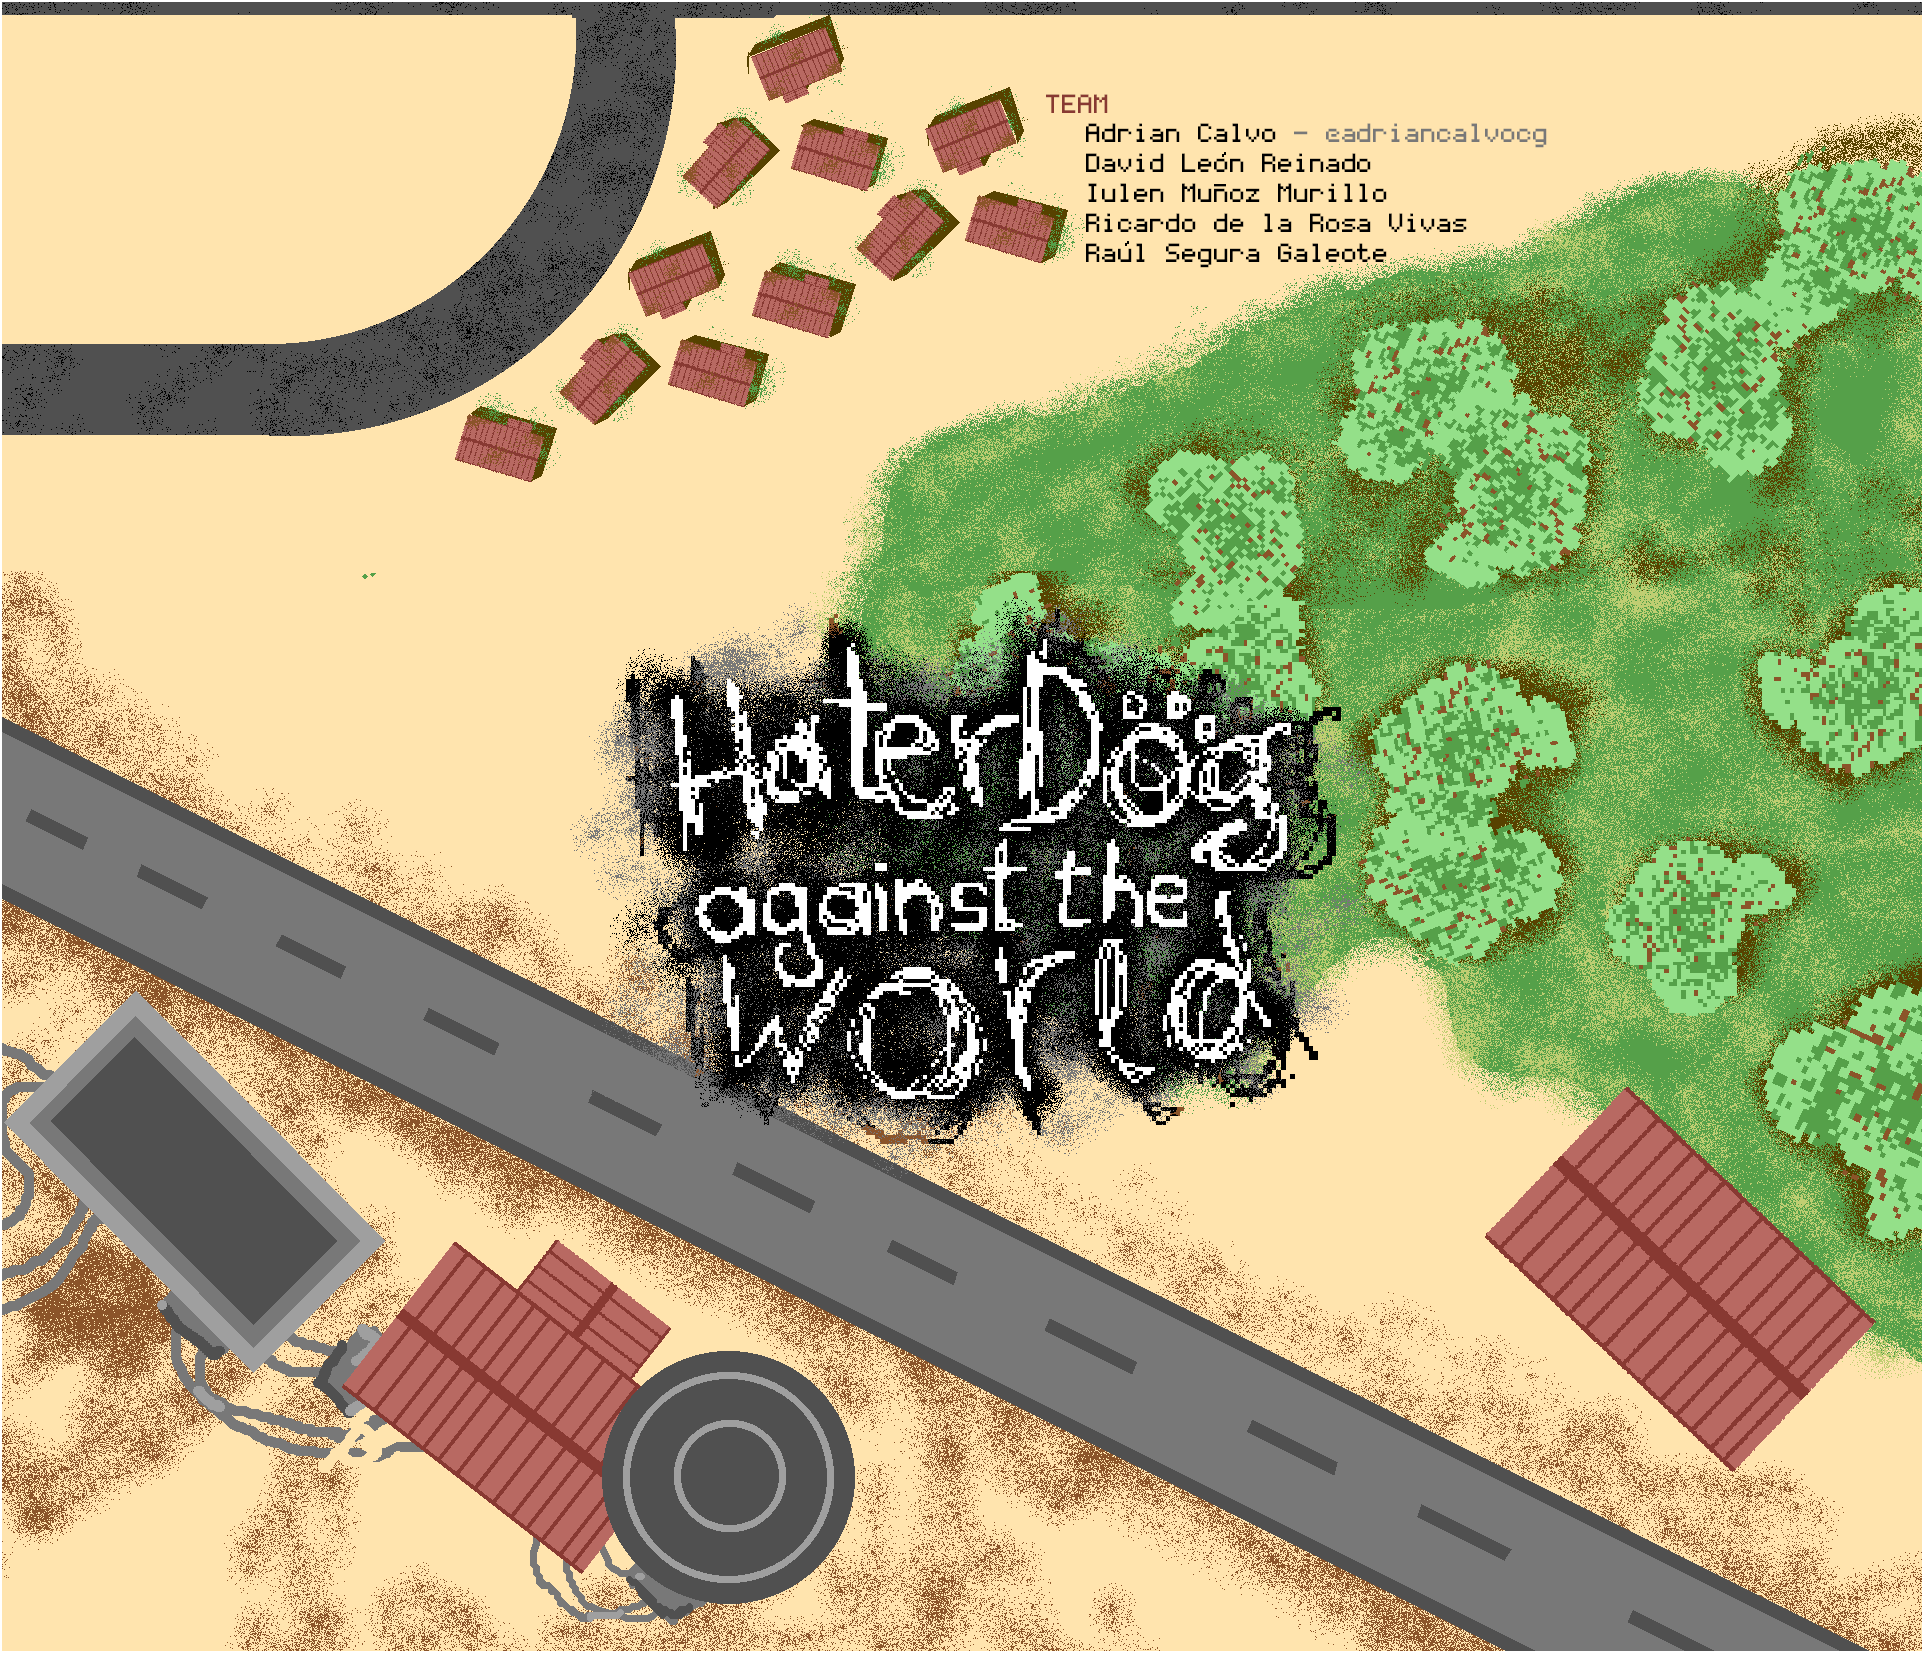 TEAM
Adrian Calvo - @adriancalvocg
David León Reinado
Iulen Muñoz Murillo
Ricardo de la Rosa Vivas
Raúl Segura Galeote
HaterDog
against the
World